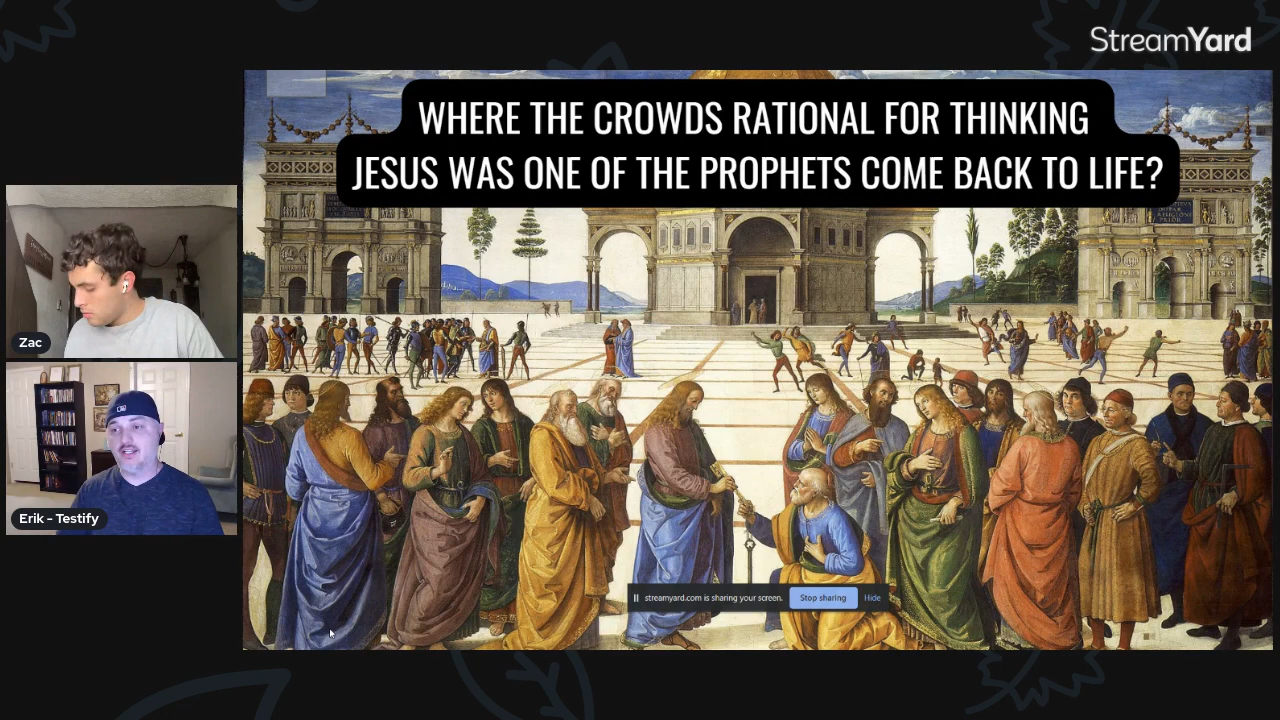 StreamYard
WHERE THE CROWDS RATIONAL FOR THINKING
JESUS WAS ONE OF THE PROPHETS COME BACK TO LIFE?
Zac
Erik - Testify
streamyard.com is sharing your screen.
Stop sharing
Hide